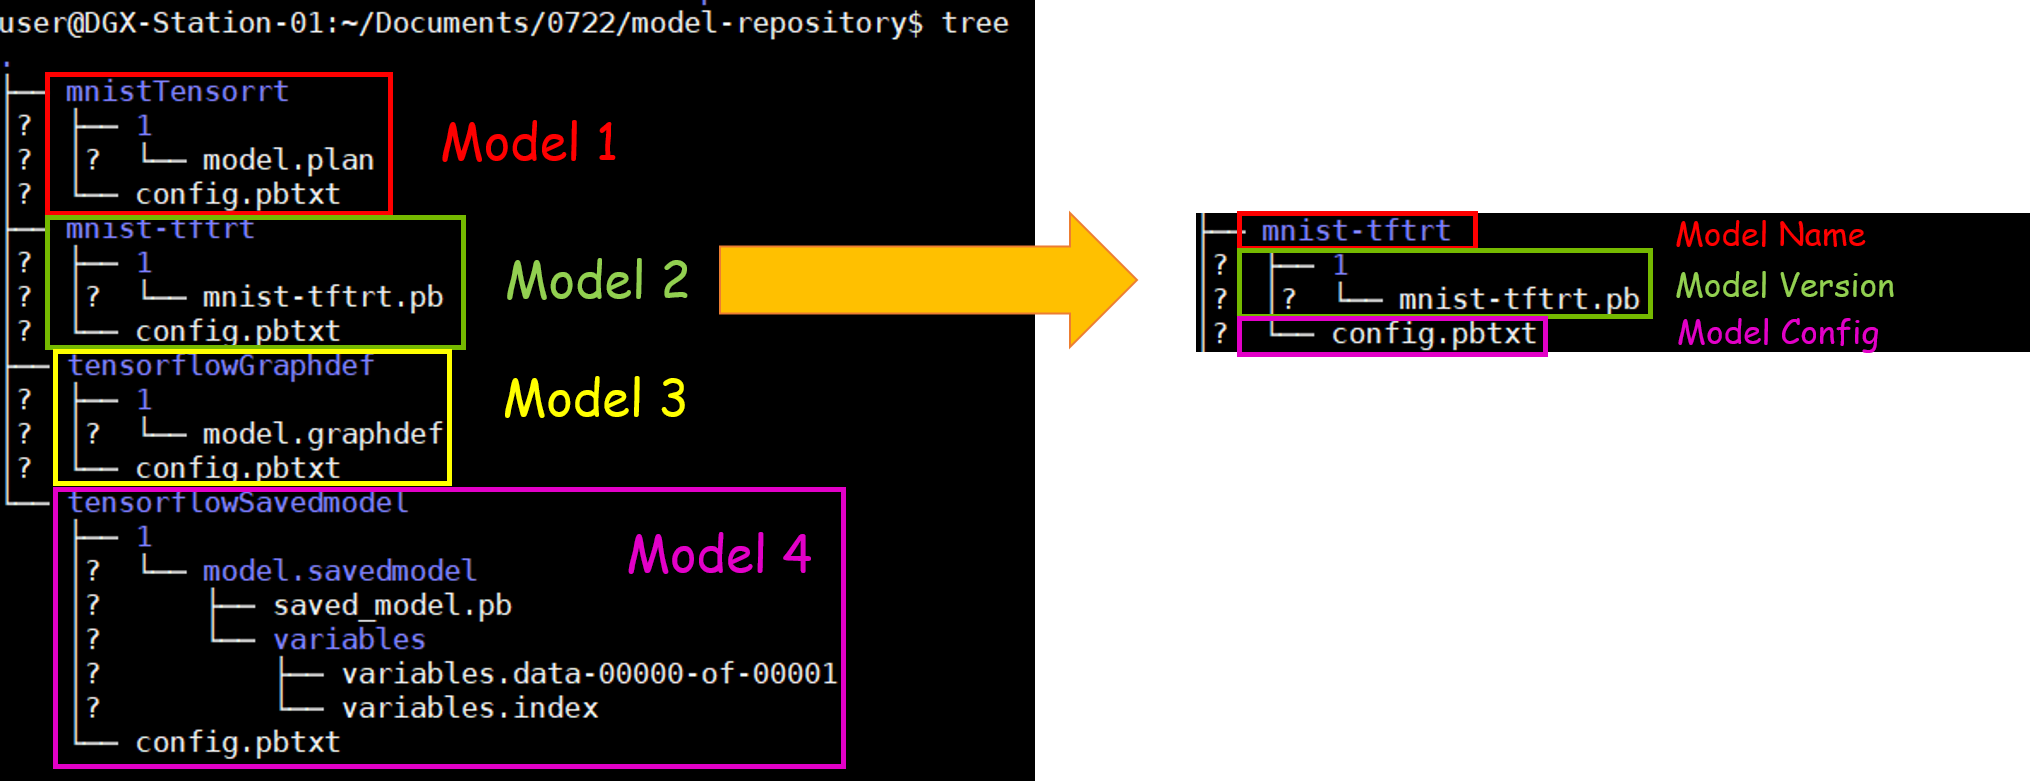 user@DGX-Station-01:~/Documents/0722/model-repository$ tree
.
├── mnistTensorrt
? ├── 1
? │? └── model.plan
? └── config.pbtxt
├── mnist-tftrt
? ├── 1
? │? └── mnist-tftrt.pb
? └── config.pbtxt
├── tensorflowGraphdef
? ├── 1
? │? └── model.graphdef
? └── config.pbtxt
└── tensorflowSavedmodel
├── 1
│? └── model.savedmodel
│? ├── saved_model.pb
│? └── variables
│? ├── variables.data-00000-of-00001
│? └── variables.index
└── config.pbtxt
Model 1
Model 2
Model 3
Model 4
├── mnist-tftrt
? ├── 1
? │? └── mnist-tftrt.pb
? └── config.pbtxt
Model Name
Model Version
Model Config